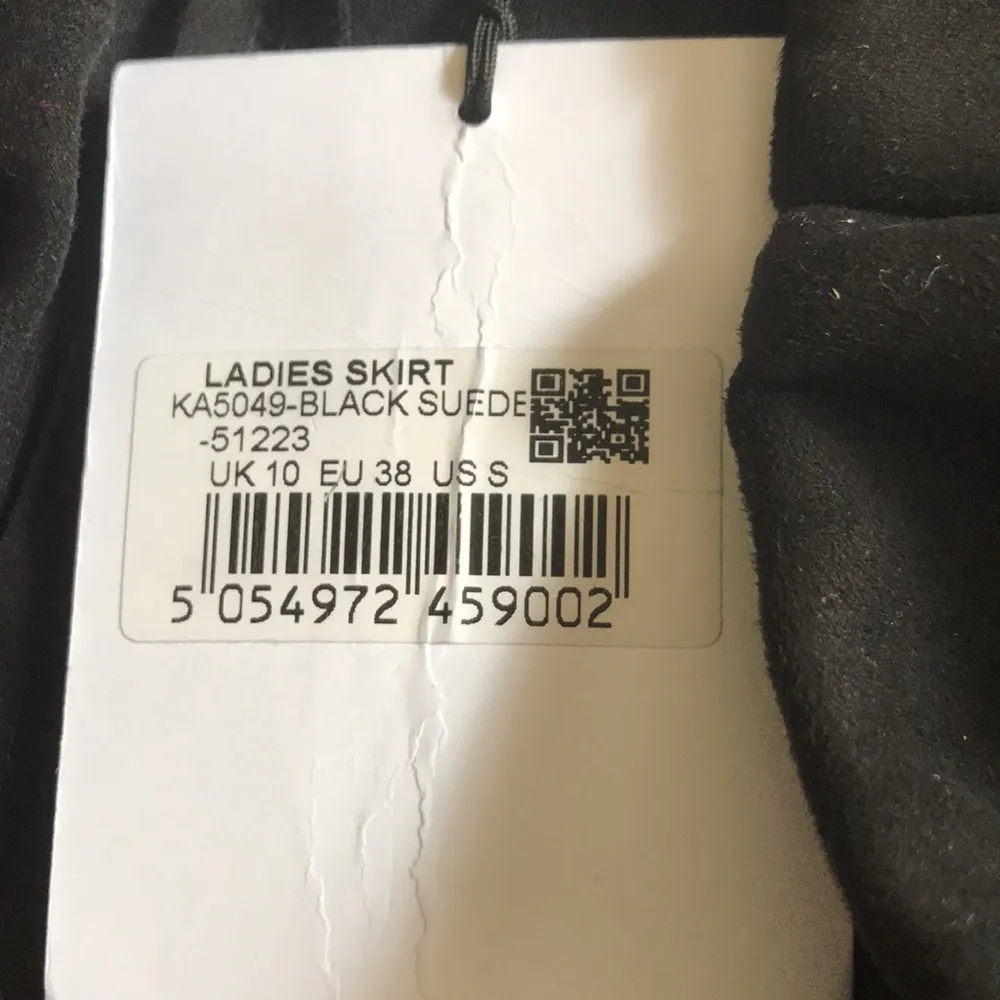 LADIES SKIRT
KA5049-BLACK SUEDE
-51223
UK 10 EU 38 US S
5 054972 459002